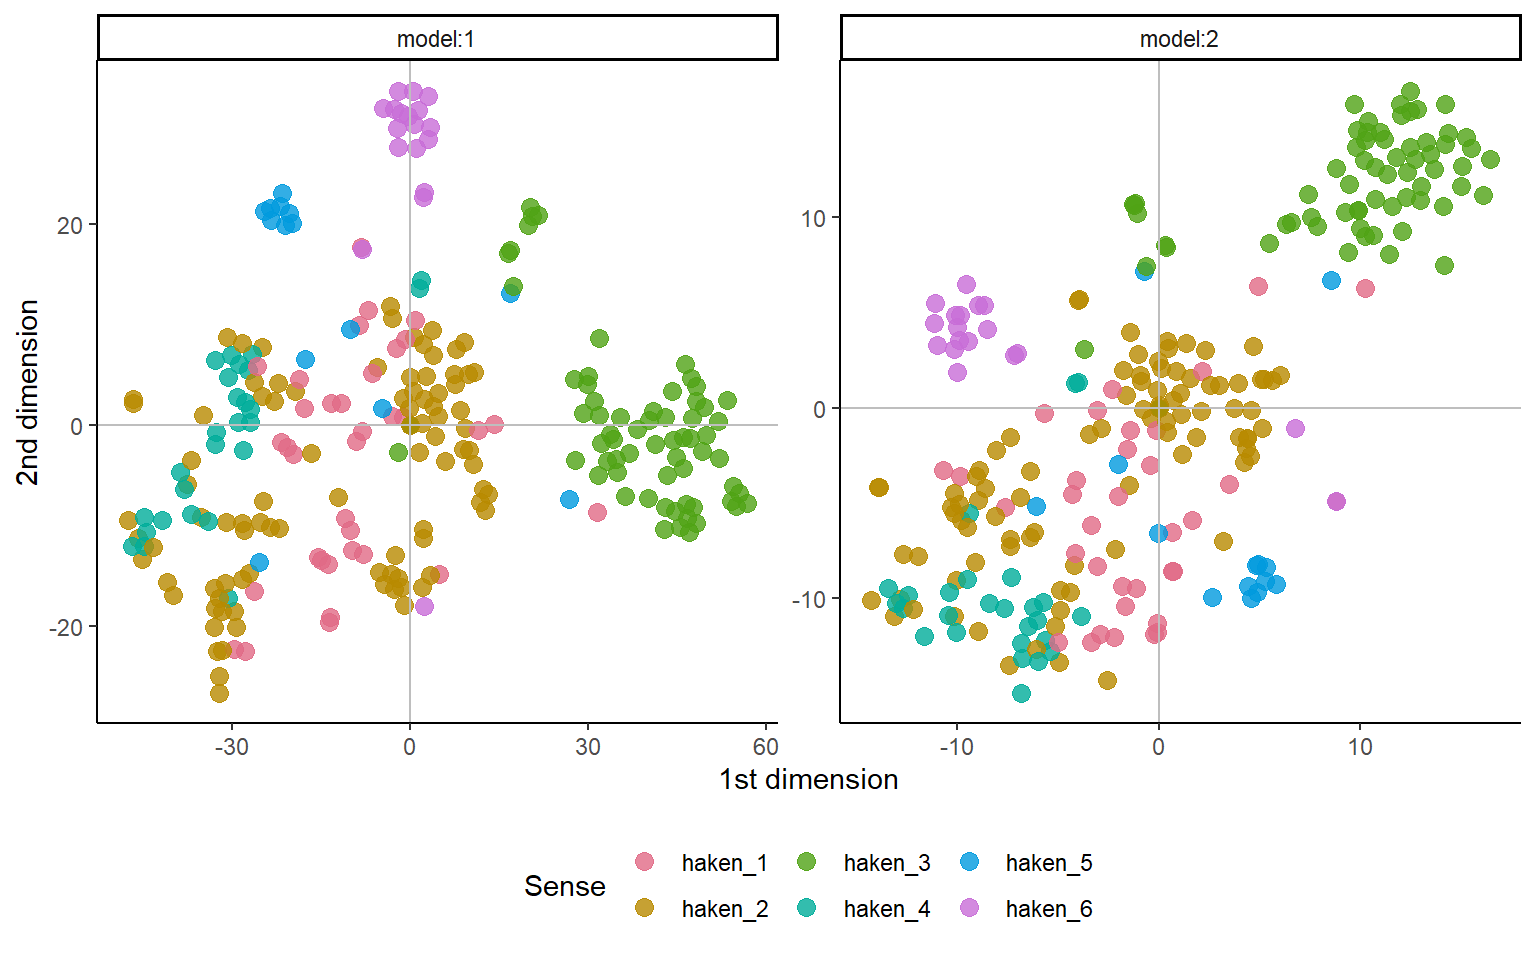 model:1
model:2
2nd dimension
20
0
-20
10
0
-10
-30
0
30
60
-10
0
10
1st dimension
Sense
haken_1
haken_3
haken_5
haken_2
haken_4
haken_6